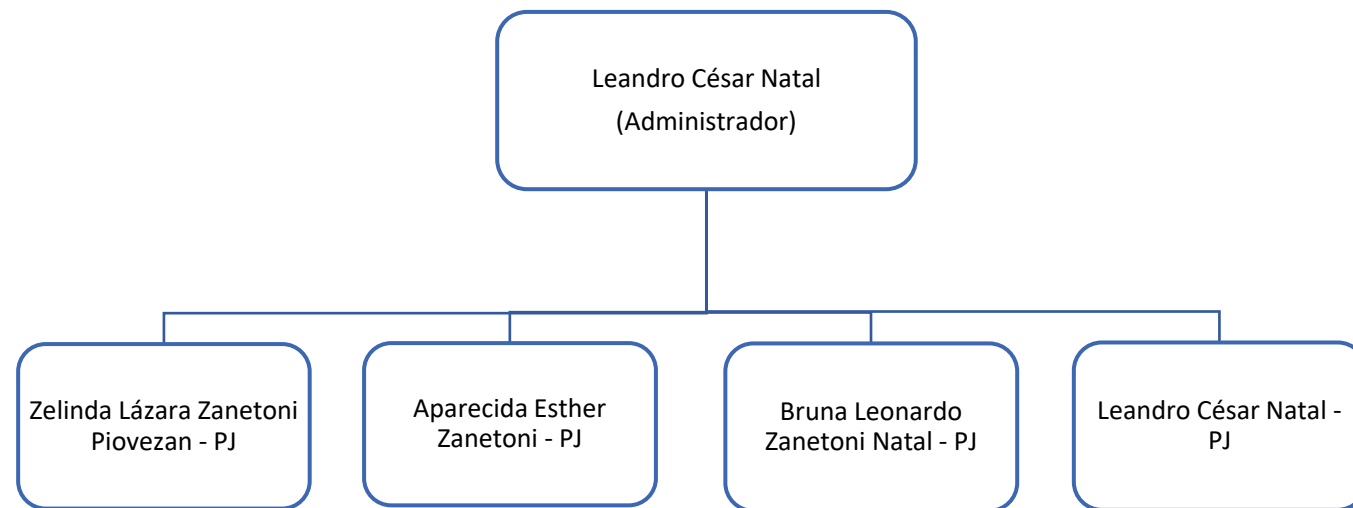 Leandro César Natal
(Administrador)
Zelinda Lázara Zanetoni
Piovezan - PJ
Aparecida Esther
Zanetoni - PJ
Bruna Leonardo
Zanetoni Natal - PJ
Leandro César Natal -
PJ